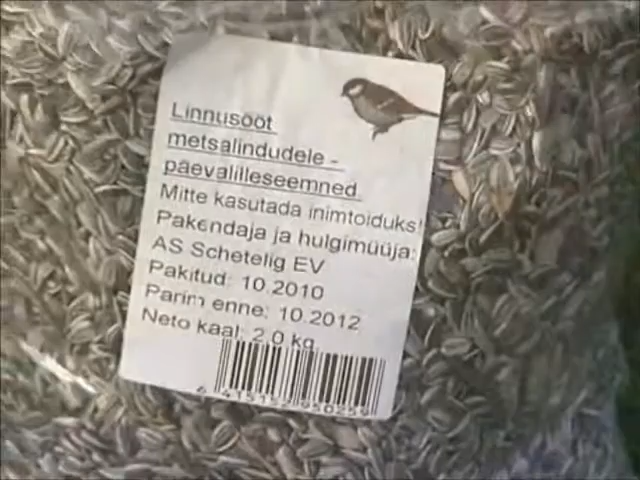 Linnusööt
metsalindudele -
päevalilleseemned
Mitte kasutada inimtoiduks!
Pakendaja ja hulgimüüja:
AS Schetelig EV
Pakitud: 10.2010
Parim enne: 10.2012
Neto kaal: 2,0 kg